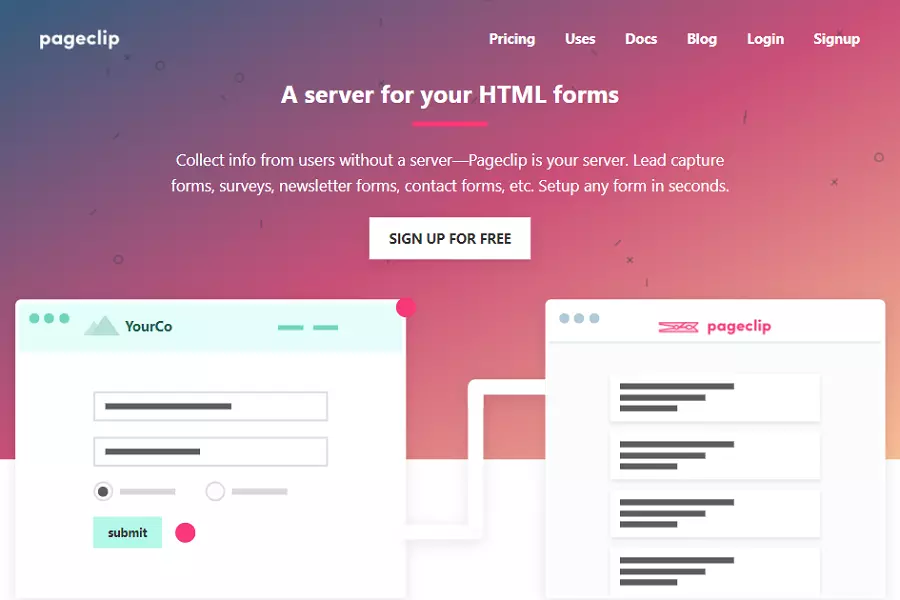 pageclip
Pricing Uses Docs Blog Login Signup
A server for your HTML forms
Collect info from users without a server—Pageclip is your server. Lead capture
forms, surveys, newsletter forms, contact forms, etc. Setup any form in seconds.
SIGN UP FOR FREE
YourCo
submit
pageclip